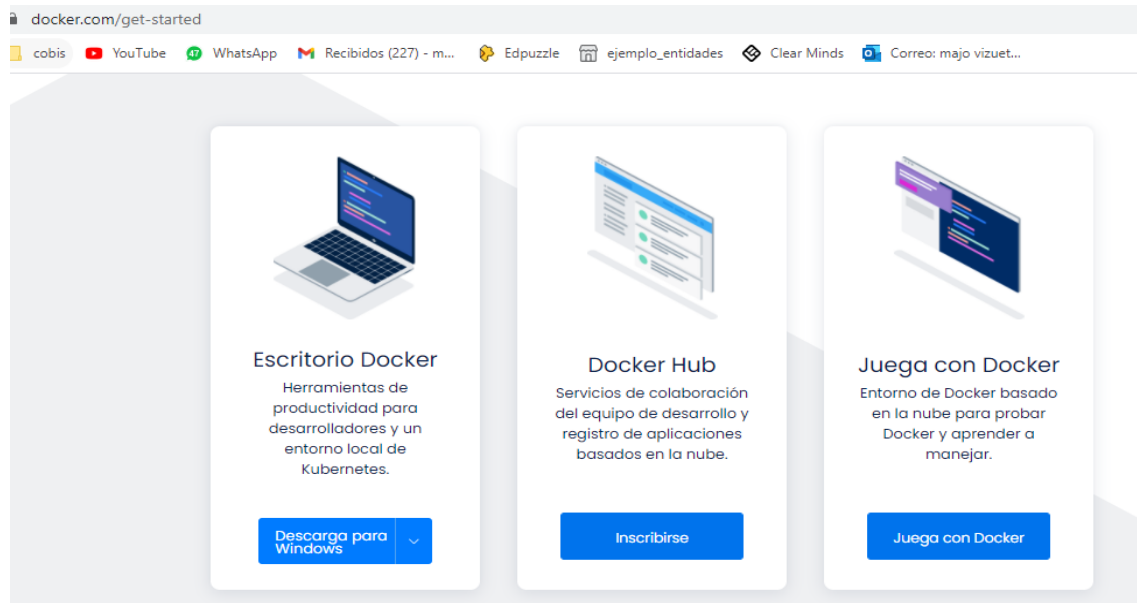 docker.com/get-started
cobis YouTube 47 WhatsApp Recibidos (227) - m... Edpuzzle ejemplo_entidades Clear Minds Correo: majo vizuet...
Escritorio Docker
Herramientas de
productividad para
desarrolladores y un
entorno local de
Kubernetes.
Descarga para
Windows
Docker Hub
Servicios de colaboración
del equipo de desarrollo y
registro de aplicaciones
basados en la nube.
Inscribirse
Juega con Docker
Entorno de Docker basado
en la nube para probar
Docker y aprender a
manejar.
Juega con Docker